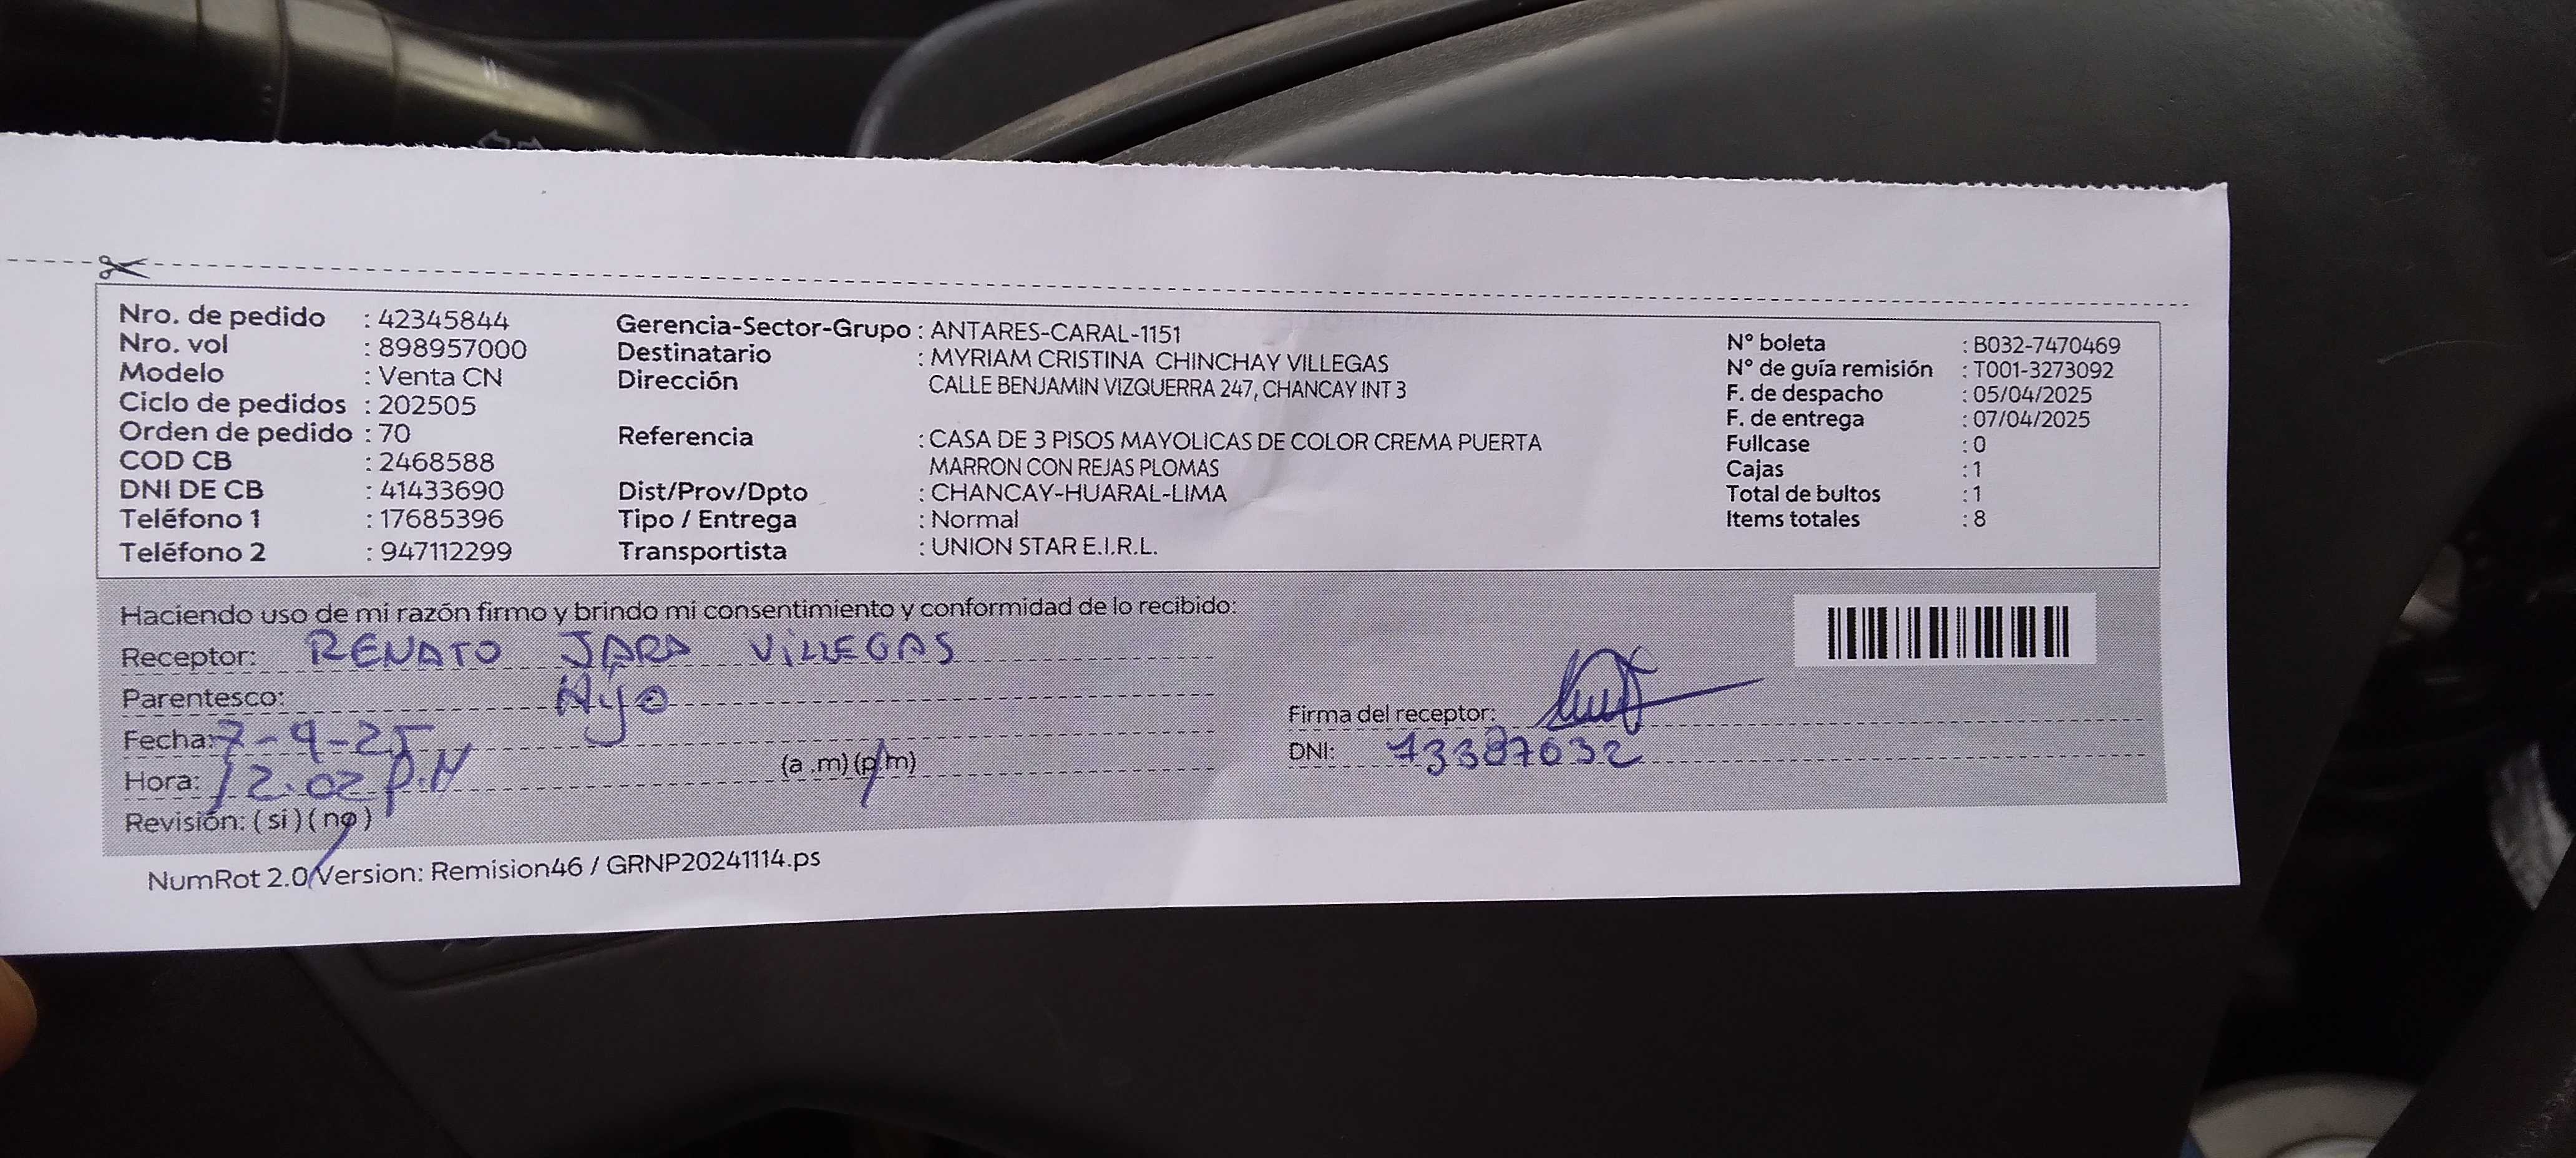 Nro. de pedido : 42345844
Nro. vol : 898957000
Modelo : Venta CN
Ciclo de pedidos : 202505
Orden de pedido : 70
COD CB : 2468588
DNI DE CB : 41433690
Teléfono 1 : 17685396
Teléfono 2 : 947112299
Gerencia-Sector-Grupo : ANTARES-CARAL-1151
Destinatario : MYRIAM CRISTINA CHINCHAY VILLEGAS
Dirección CALLE BENJAMIN VIZQUERRA 247, CHANCAY INT 3
Referencia : CASA DE 3 PISOS MAYOLICAS DE COLOR CREMA PUERTA
MARRON CON REJAS PLOMAS
Dist/Prov/Dpto : CHANCAY-HUARAL-LIMA
Tipo / Entrega : Normal
Transportista : UNION STAR E.I.R.L.
N° boleta : B032-7470469
N° de guía remisión : T001-3273092
F. de despacho : 05/04/2025
F. de entrega : 07/04/2025
Fullcase : 0
Cajas : 1
Total de bultos : 1
Items totales : 8
Haciendo uso de mi razón firmo y brindo mi consentimiento y conformidad de lo recibido:
Receptor: RENATO JARA VILLEGAS
Parentesco: Hijo
Fecha: 7-4-25
Hora: 12:02 P.M (a .m) (p/m)
Revisión: (si) (no)
Firma del receptor:
DNI: 73387032
NumRot 2.0/Version: Remision46 / GRNP20241114.ps